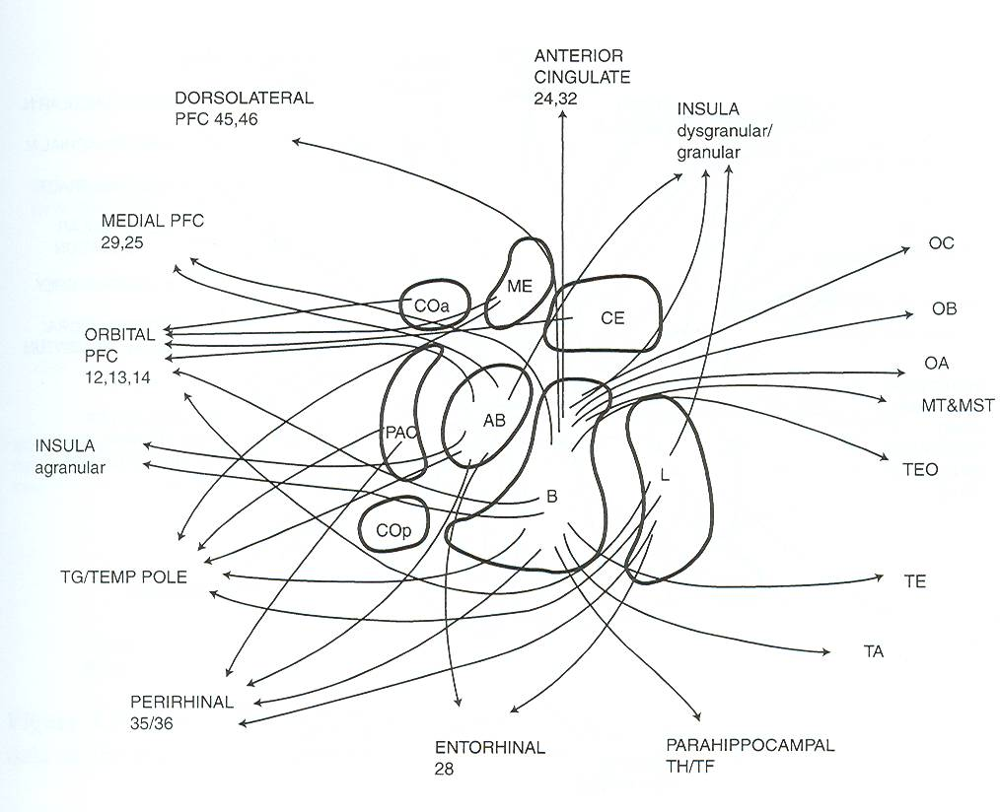 ANTERIOR
CINGULATE
24,32
DORSOLATERAL
PFC 45,46
INSULA
dysgranular/
granular
MEDIAL PFC
29,25
OC
ME
COa
CE
OB
ORBITAL
PFC
12,13,14
OA
MT&MST
AB
PAC
INSULA
agranular
TEO
L
B
COp
TG/TEMP POLE
TE
TA
PERIRHINAL
35/36
ENTORHINAL
28
PARAHIPPOCAMPAL
TH/TF